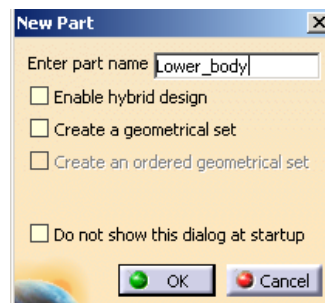 New Part
Enter part name Lower_body
Enable hybrid design
Create a geometrical set
Create an ordered geometrical set
Do not show this dialog at startup
OK Cancel